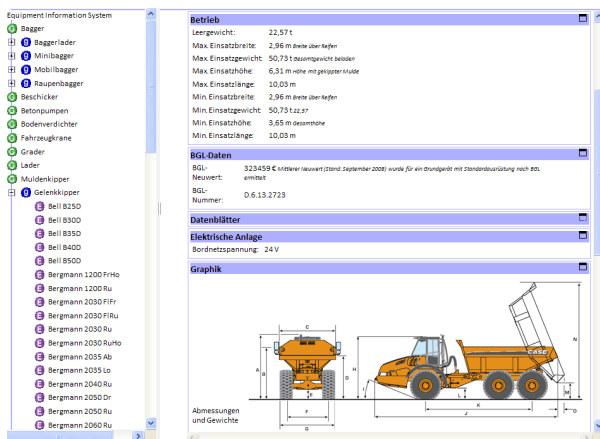 Equipment Information System
Bagger
Baggerlader
Minibagger
Mobilbagger
Raupenbagger
Beschicker
Betonpumpen
Bodenverdichter
Fahrzeugkrane
Grader
Lader
Muldenkipper
Gelenkkipper
Bell B25D
Bell B30D
Bell B35D
Bell B40D
Bell B50D
Bergmann 1200 FrHo
Bergmann 1200 Ru
Bergmann 2030 FlFr
Bergmann 2030 FlRu
Bergmann 2030 Ru
Bergmann 2030 RuHo
Bergmann 2035 Ab
Bergmann 2035 Lo
Bergmann 2040 Ru
Bergmann 2050 Dr
Bergmann 2050 Ru
Bergmann 2060 Ru
Betrieb
Leergewicht: 22,57 t
Max. Einsatzbreite: 2,96 m Breite über Reifen
Max. Einsatzgewicht: 50,73 t Gesamtgewicht beladen
Max. Einsatzhöhe: 6,31 m Höhe mit gekippter Mulde
Max. Einsatzlänge: 10,03 m
Min. Einsatzbreite: 2,96 m Breite über Reifen
Min. Einsatzgewicht: 50,73 t 22,57
Min. Einsatzhöhe: 3,65 m Gesamthöhe
Min. Einsatzlänge: 10,03 m
BGL-Daten
BGL-Neuwert: 323459 € Mittlerer Neuwert (Stand: September 2008) wurde für ein Grundgerät mit Standardausrüstung nach BGL
ermittelt
BGL-Nummer: D.6.13.2723
Datenblätter
Elektrische Anlage
Bordnetzspannung: 24 V
Graphik
C
A
B
D
E
F
G
H
I
CASE
N
L
K
M
J
O
Abmessungen
und Gewichte